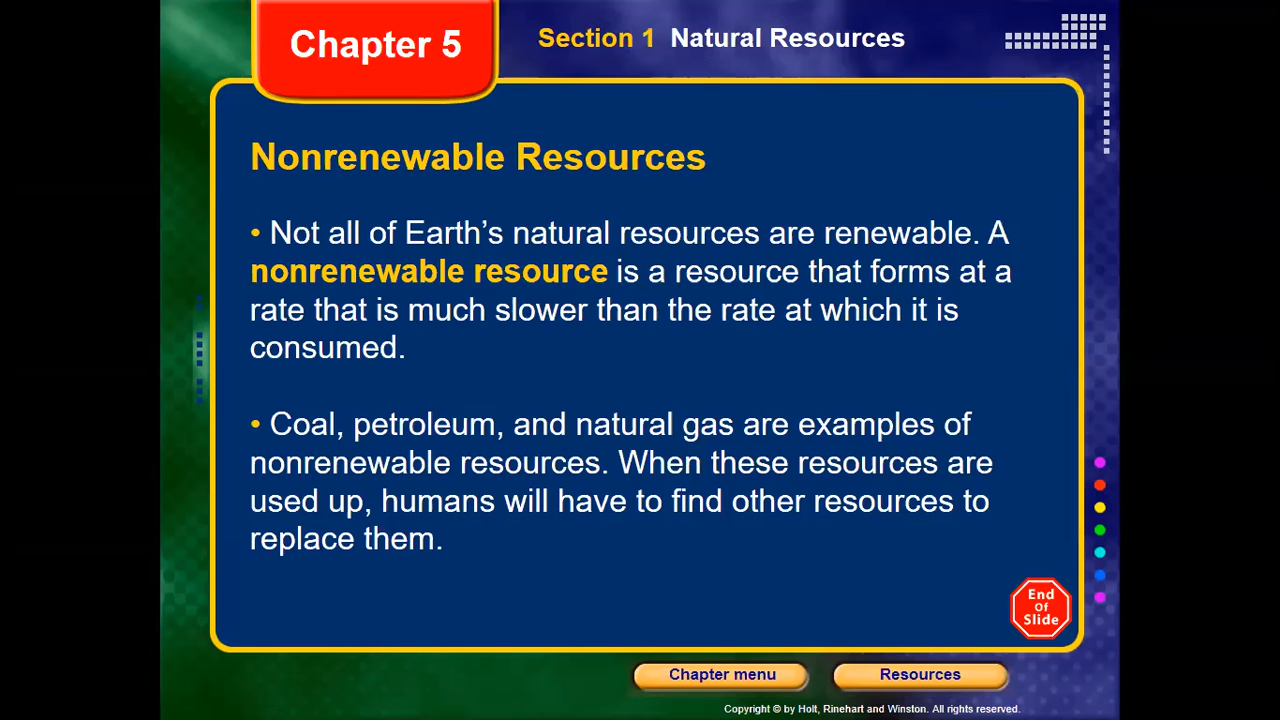 Chapter 5
Section 1 Natural Resources
Nonrenewable Resources
• Not all of Earth’s natural resources are renewable. A
nonrenewable resource is a resource that forms at a
rate that is much slower than the rate at which it is
consumed.
• Coal, petroleum, and natural gas are examples of
nonrenewable resources. When these resources are
used up, humans will have to find other resources to
replace them.
End
Of
Slide
Chapter menu
Resources
Copyright © by Holt, Rinehart and Winston. All rights reserved.